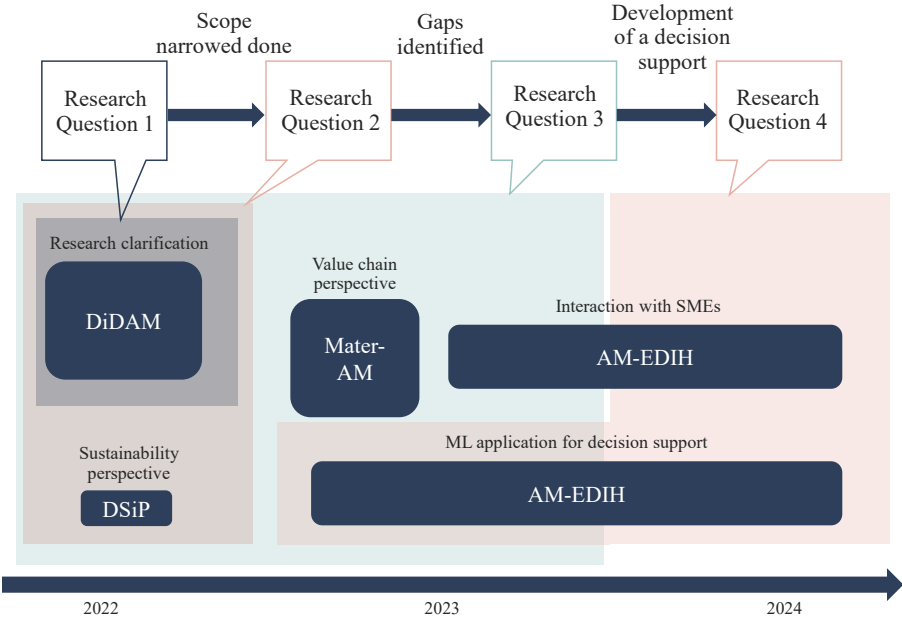 Scope
narrowed done
Gaps
identified
Development
of a decision
support
Research
Question 1
Research
Question 2
Research
Question 3
Research
Question 4
Research clarification
DiDAM
Value chain
perspective
Mater-
AM
Interaction with SMEs
AM-EDIH
ML application for decision support
AM-EDIH
Sustainability
perspective
DSiP
2022
2023
2024